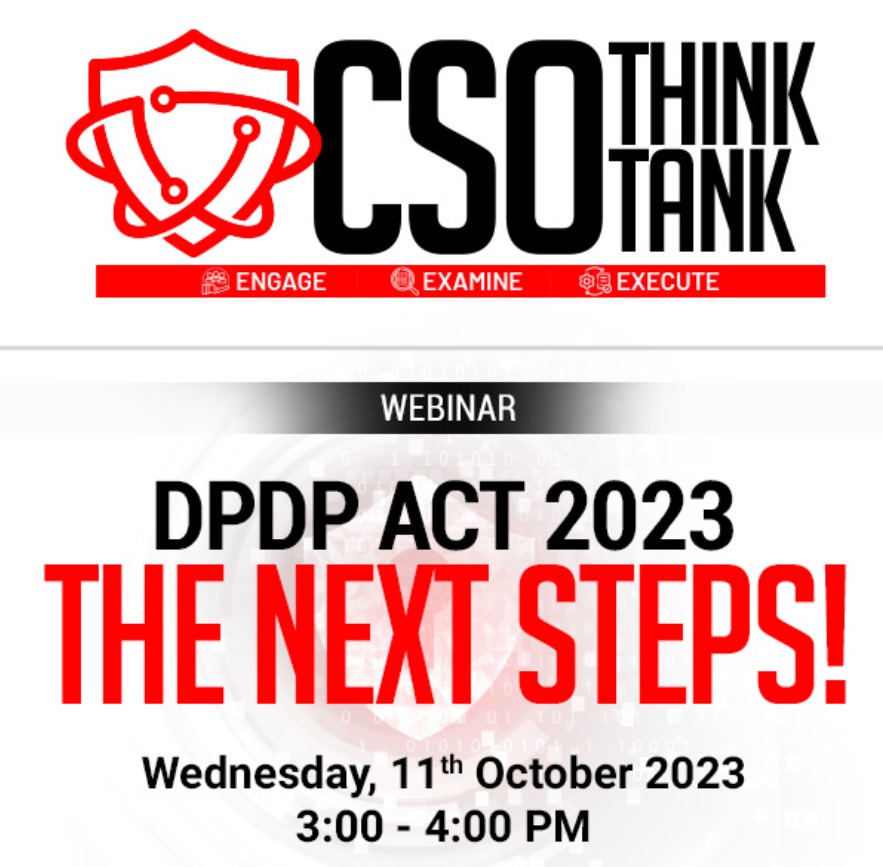 CSO THINK
TANK
ENGAGE EXAMINE EXECUTE
WEBINAR
DPDP ACT 2023
THE NEXT STEPS!
Wednesday, 11th October 2023
3:00 - 4:00 PM